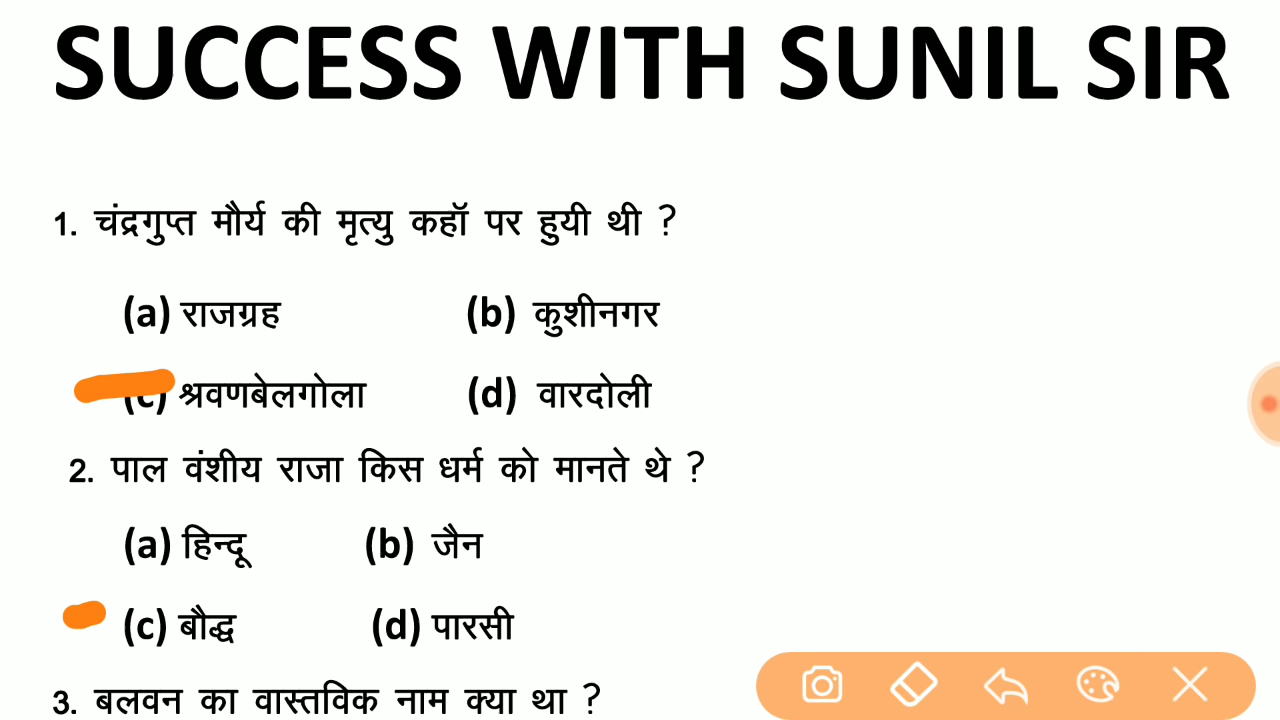 SUCCESS WITH SUNIL SIR
1. चंद्रगुप्त मौर्य की मृत्यु कहॉ पर हुयी थी ?
(a) राजग्रह (b) कुशीनगर
(c) श्रवणबेलगोला (d) वारदोली
2. पाल वंशीय राजा किस धर्म को मानते थे ?
(a) हिन्दू (b) जैन
(c) बौद्ध (d) पारसी
3. बलवन का वास्तविक नाम क्या था ?